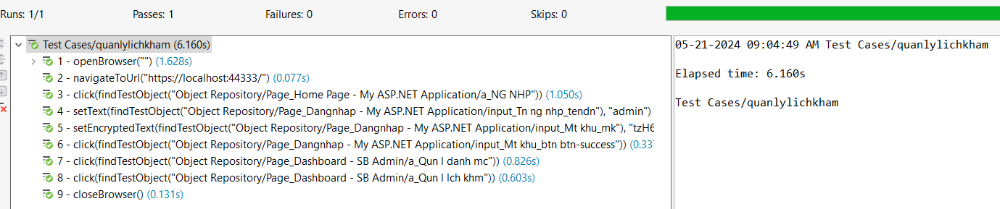 Runs: 1/1 Passes: 1 Failures: 0 Errors: 0 Skips: 0
Test Cases/quanlylichkham (6.160s)
1 - openBrowser("") (1.628s)
2 - navigateToUrl("https://localhost:44333/") (0.077s)
3 - click(findTestObject("Object Repository/Page_Home Page - My ASP.NET Application/a_NG NHP")) (1.050s)
4 - setText(findTestObject("Object Repository/Page_Dangnhap - My ASP.NET Application/input_Tn ng nhp_tendn"), "admin")
5 - setEncryptedText(findTestObject("Object Repository/Page_Dangnhap - My ASP.NET Application/input_Mt khu_mk"), "tzH6
6 - click(findTestObject("Object Repository/Page_Dangnhap - My ASP.NET Application/input_Mt khu_btn btn-success")) (0.337
7 - click(findTestObject("Object Repository/Page_Dashboard - SB Admin/a_Qun l danh mc")) (0.826s)
8 - click(findTestObject("Object Repository/Page_Dashboard - SB Admin/a_Qun l lch khm")) (0.603s)
9 - closeBrowser() (0.131s)
05-21-2024 09:04:49 AM Test Cases/quanlylichkham
Elapsed time: 6.160s
Test Cases/quanlylichkham